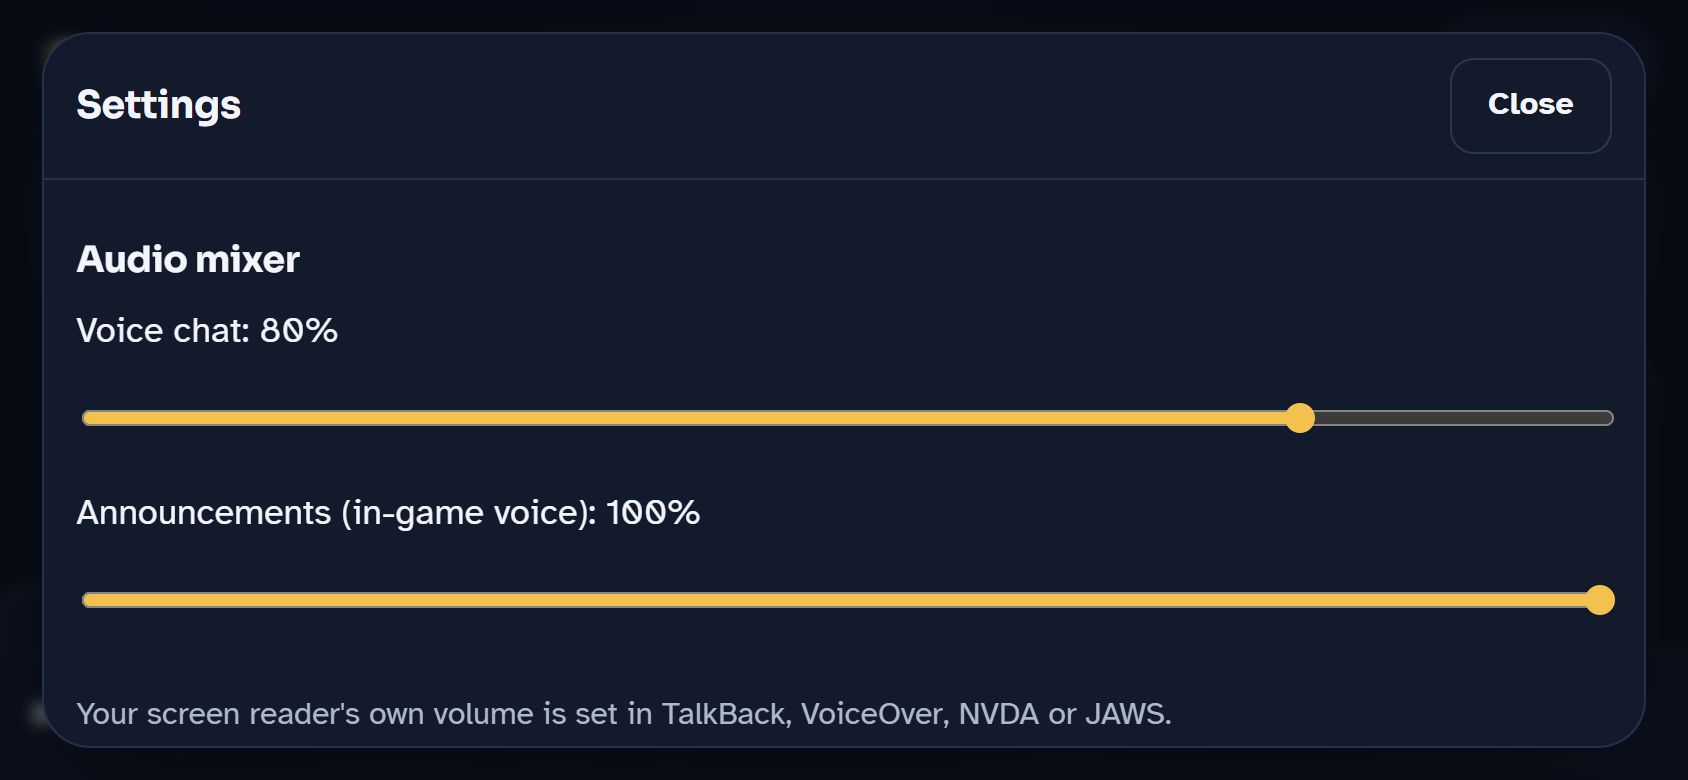 Settings
Close
Audio mixer
Voice chat: 80%
Announcements (in-game voice): 100%
Your screen reader's own volume is set in TalkBack, VoiceOver, NVDA or JAWS.